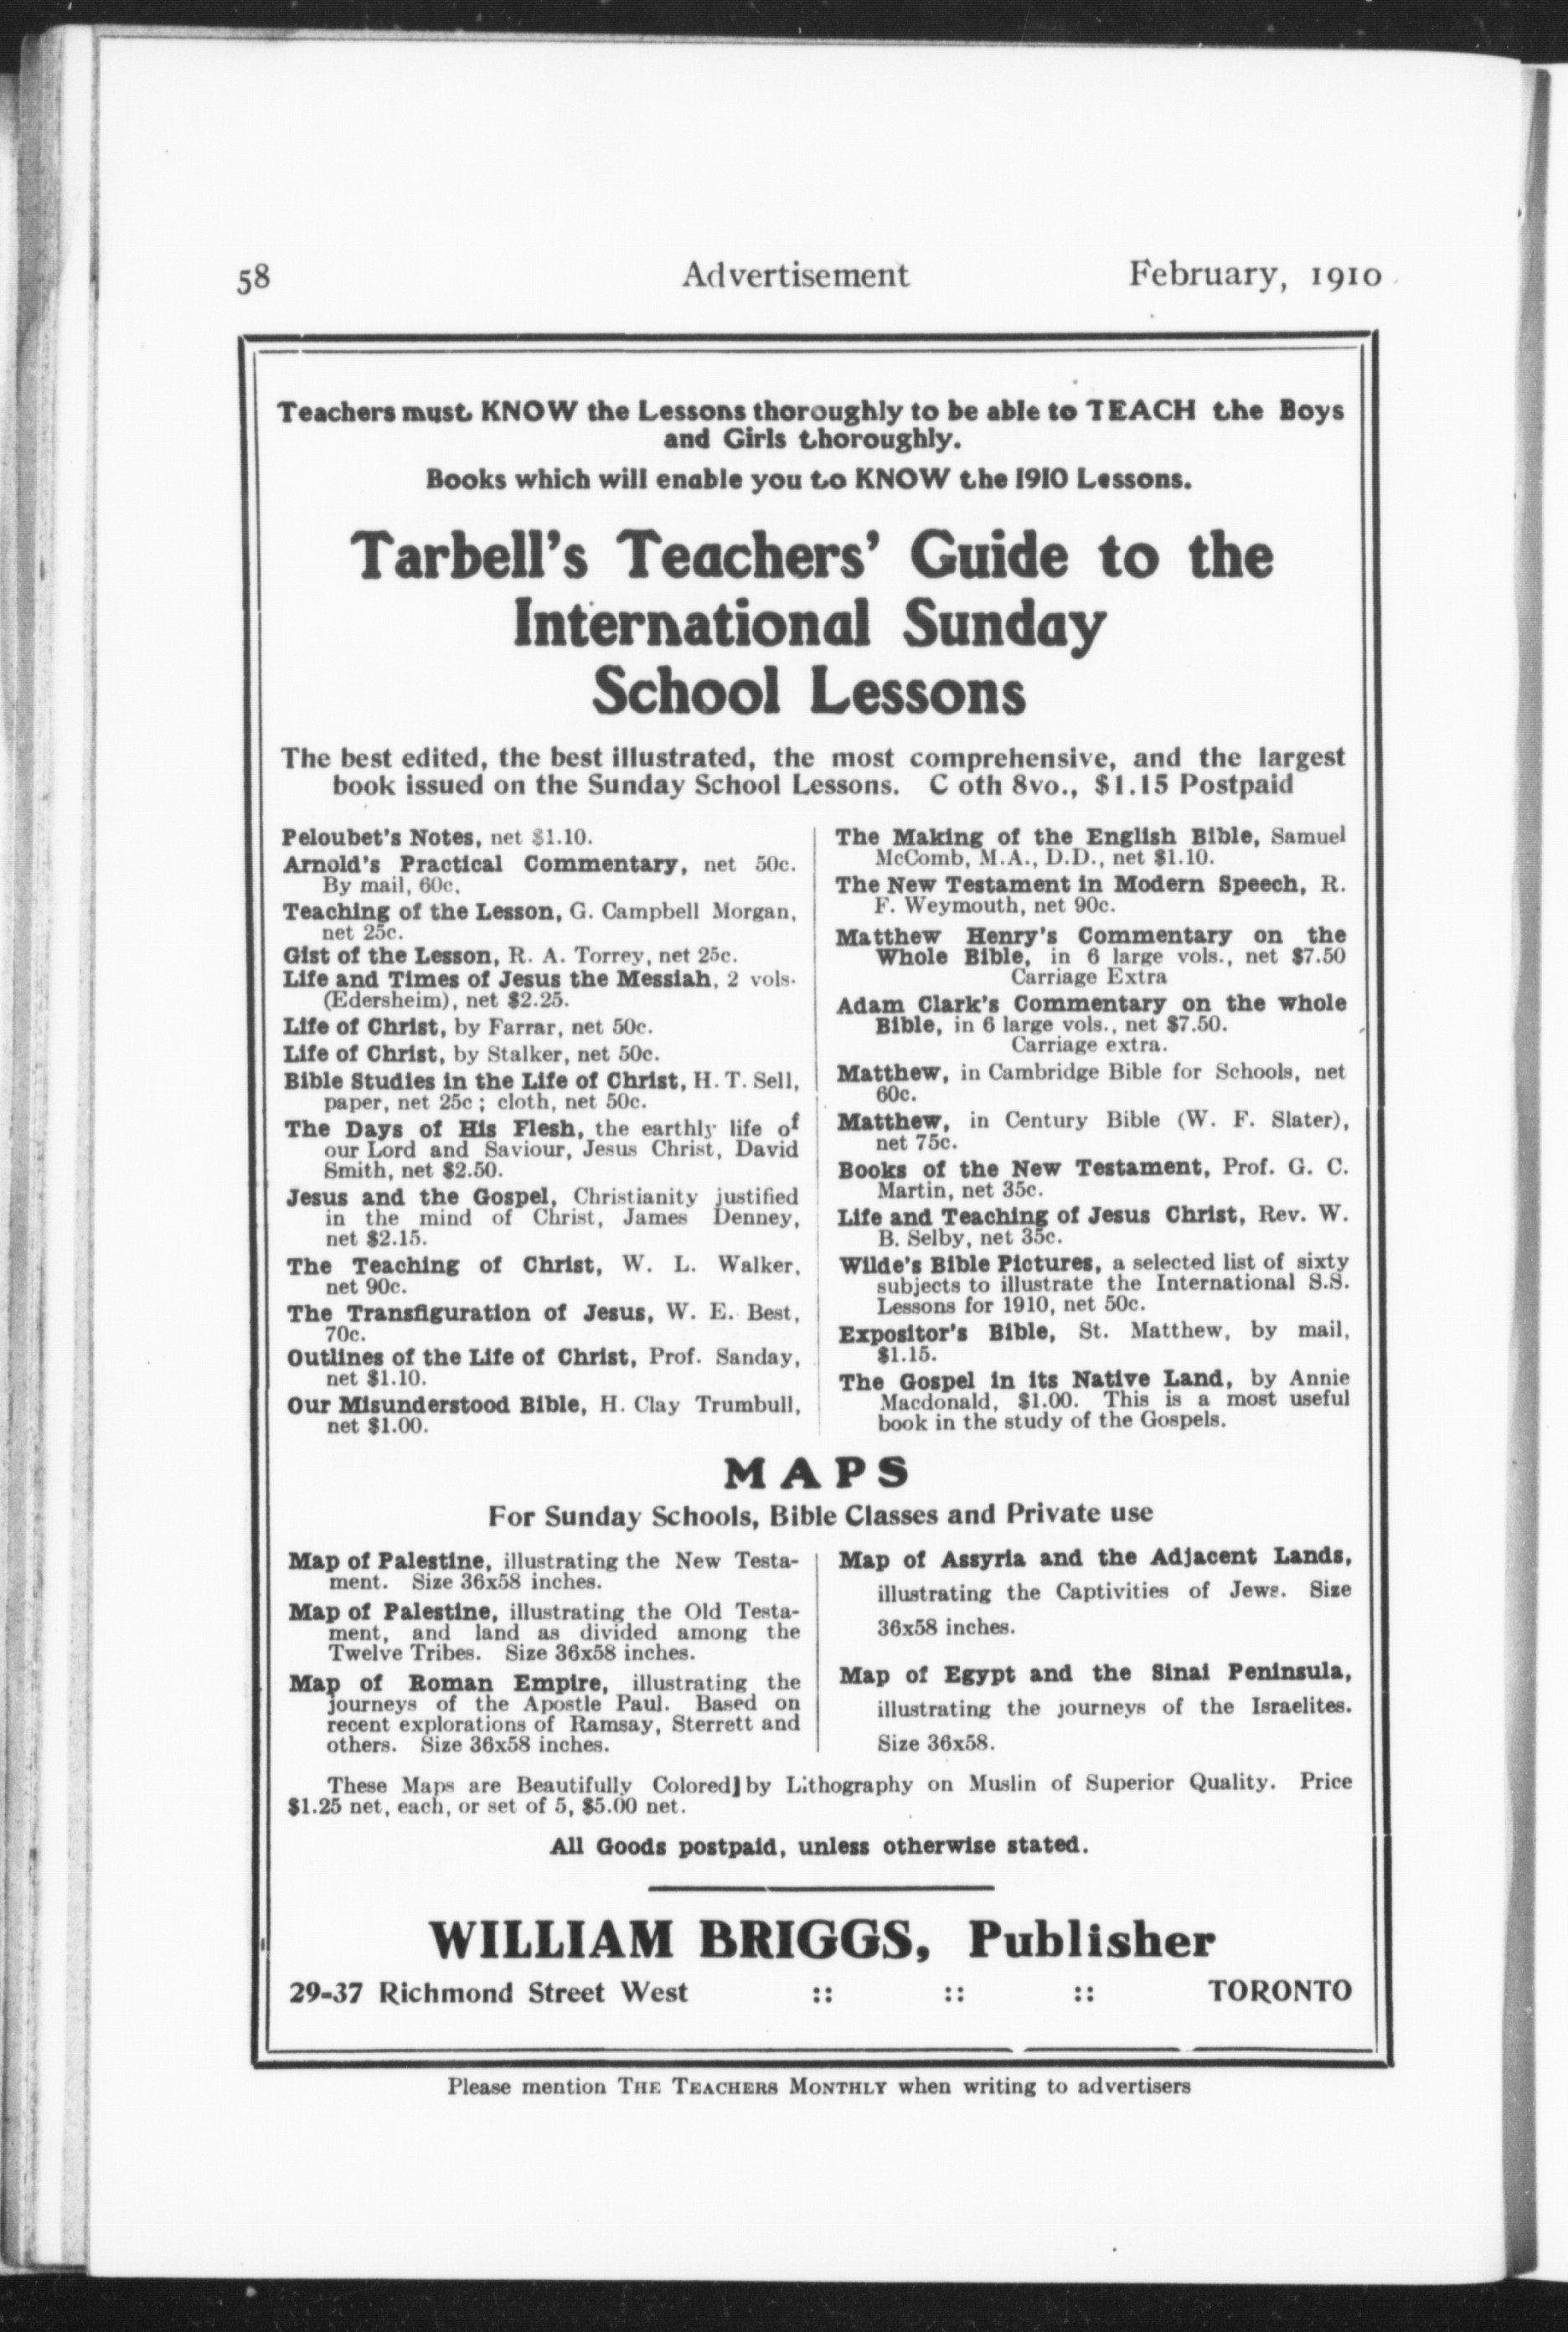 58 Advertisement February, 1910
Teachers must KNOW the Lessons thoroughly to be able to TEACH the Boys
and Girls thoroughly.
Books which will enable you to KNOW the 1910 Lessons.
Tarbell's Teachers' Guide to the
International Sunday
School Lessons
The best edited, the best illustrated, the most comprehensive, and the largest
book issued on the Sunday School Lessons. C oth 8vo., $1.15 Postpaid
Peloubet's Notes, net $1.10.
Arnold's Practical Commentary, net 50c.
By mail, 60c.
Teaching of the Lesson, G. Campbell Morgan,
net 25c.
Gist of the Lesson, R. A. Torrey, net 25c.
Life and Times of Jesus the Messiah, 2 vols.
(Edersheim), net $2.25.
Life of Christ, by Farrar, net 50c.
Life of Christ, by Stalker, net 50c.
Bible Studies in the Life of Christ, H. T. Sell,
paper, net 25c; cloth, net 50c.
The Days of His Flesh, the earthly life of
our Lord and Saviour, Jesus Christ, David
Smith, net $2.50.
Jesus and the Gospel, Christianity justified
in the mind of Christ, James Denney,
net $2.15.
The Teaching of Christ, W. L. Walker,
net 90c.
The Transfiguration of Jesus, W. E. Best,
70c.
Outlines of the Life of Christ, Prof. Sanday,
net $1.10.
Our Misunderstood Bible, H. Clay Trumbull,
net $1.00.
The Making of the English Bible, Samuel
McComb, M.A., D.D., net $1.10.
The New Testament in Modern Speech, R.
F. Weymouth, net 90c.
Matthew Henry's Commentary on the
Whole Bible, in 6 large vols., net $7.50
Carriage Extra
Adam Clark's Commentary on the whole
Bible, in 6 large vols., net $7.50.
Carriage extra.
Matthew, in Cambridge Bible for Schools, net
60c.
Matthew, in Century Bible (W. F. Slater),
net 75c.
Books of the New Testament, Prof. G. C.
Martin, net 35c.
Life and Teaching of Jesus Christ, Rev. W.
B. Selby, net 35c.
Wilde's Bible Pictures, a selected list of sixty
subjects to illustrate the International S.S.
Lessons for 1910, net 50c.
Expositor's Bible, St. Matthew, by mail,
$1.15.
The Gospel in its Native Land, by Annie
Macdonald, $1.00. This is a most useful
book in the study of the Gospels.
MAPS
For Sunday Schools, Bible Classes and Private use
Map of Palestine, illustrating the New Testa-
ment. Size 36x58 inches.
Map of Palestine, illustrating the Old Testa-
ment, and land as divided among the
Twelve Tribes. Size 36x58 inches.
Map of Roman Empire, illustrating the
journeys of the Apostle Paul. Based on
recent explorations of Ramsay, Sterrett and
others. Size 36x58 inches.
Map of Assyria and the Adjacent Lands,
illustrating the Captivities of Jews. Size
36x58 inches.
Map of Egypt and the Sinai Peninsula,
illustrating the journeys of the Israelites.
Size 36x58.
These Maps are Beautifully Colored] by Lithography on Muslin of Superior Quality. Price
$1.25 net, each, or set of 5, $5.00 net.
All Goods postpaid, unless otherwise stated.
WILLIAM BRIGGS, Publisher
29-37 Richmond Street West :: :: :: TORONTO
Please mention THE TEACHERS MONTHLY when writing to advertisers